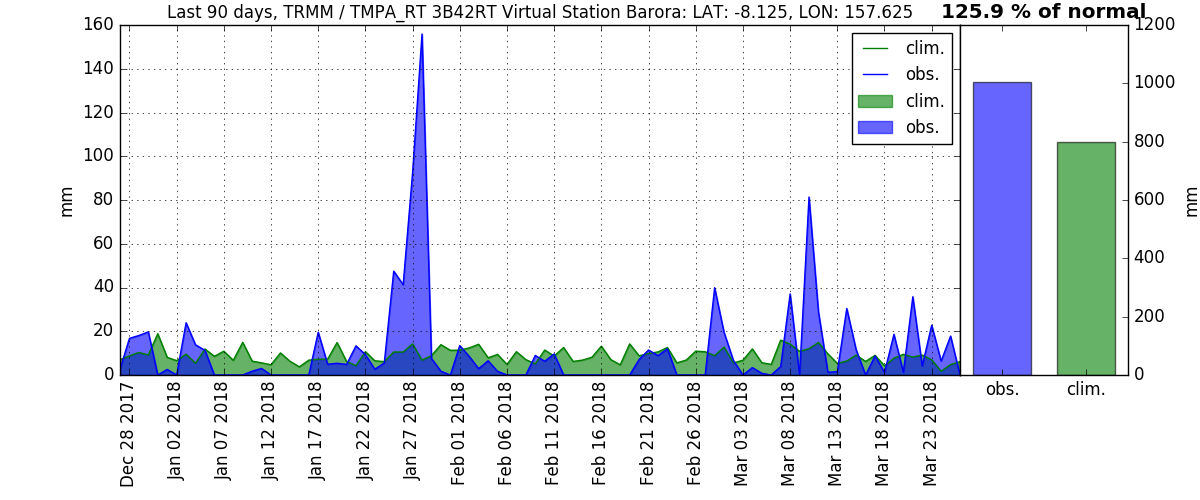 Last 90 days, TRMM / TMPA_RT 3B42RT Virtual Station Barora: LAT: -8.125, LON: 157.625
125.9 % of normal
160
140
120
100
80
60
40
20
0
mm
clim.
obs.
clim.
obs.
Dec 28 2017
Jan 02 2018
Jan 07 2018
Jan 12 2018
Jan 17 2018
Jan 22 2018
Jan 27 2018
Feb 01 2018
Feb 06 2018
Feb 11 2018
Feb 16 2018
Feb 21 2018
Feb 26 2018
Mar 03 2018
Mar 08 2018
Mar 13 2018
Mar 18 2018
Mar 23 2018
1200
1000
800
600
400
200
0
mm
obs.
clim.